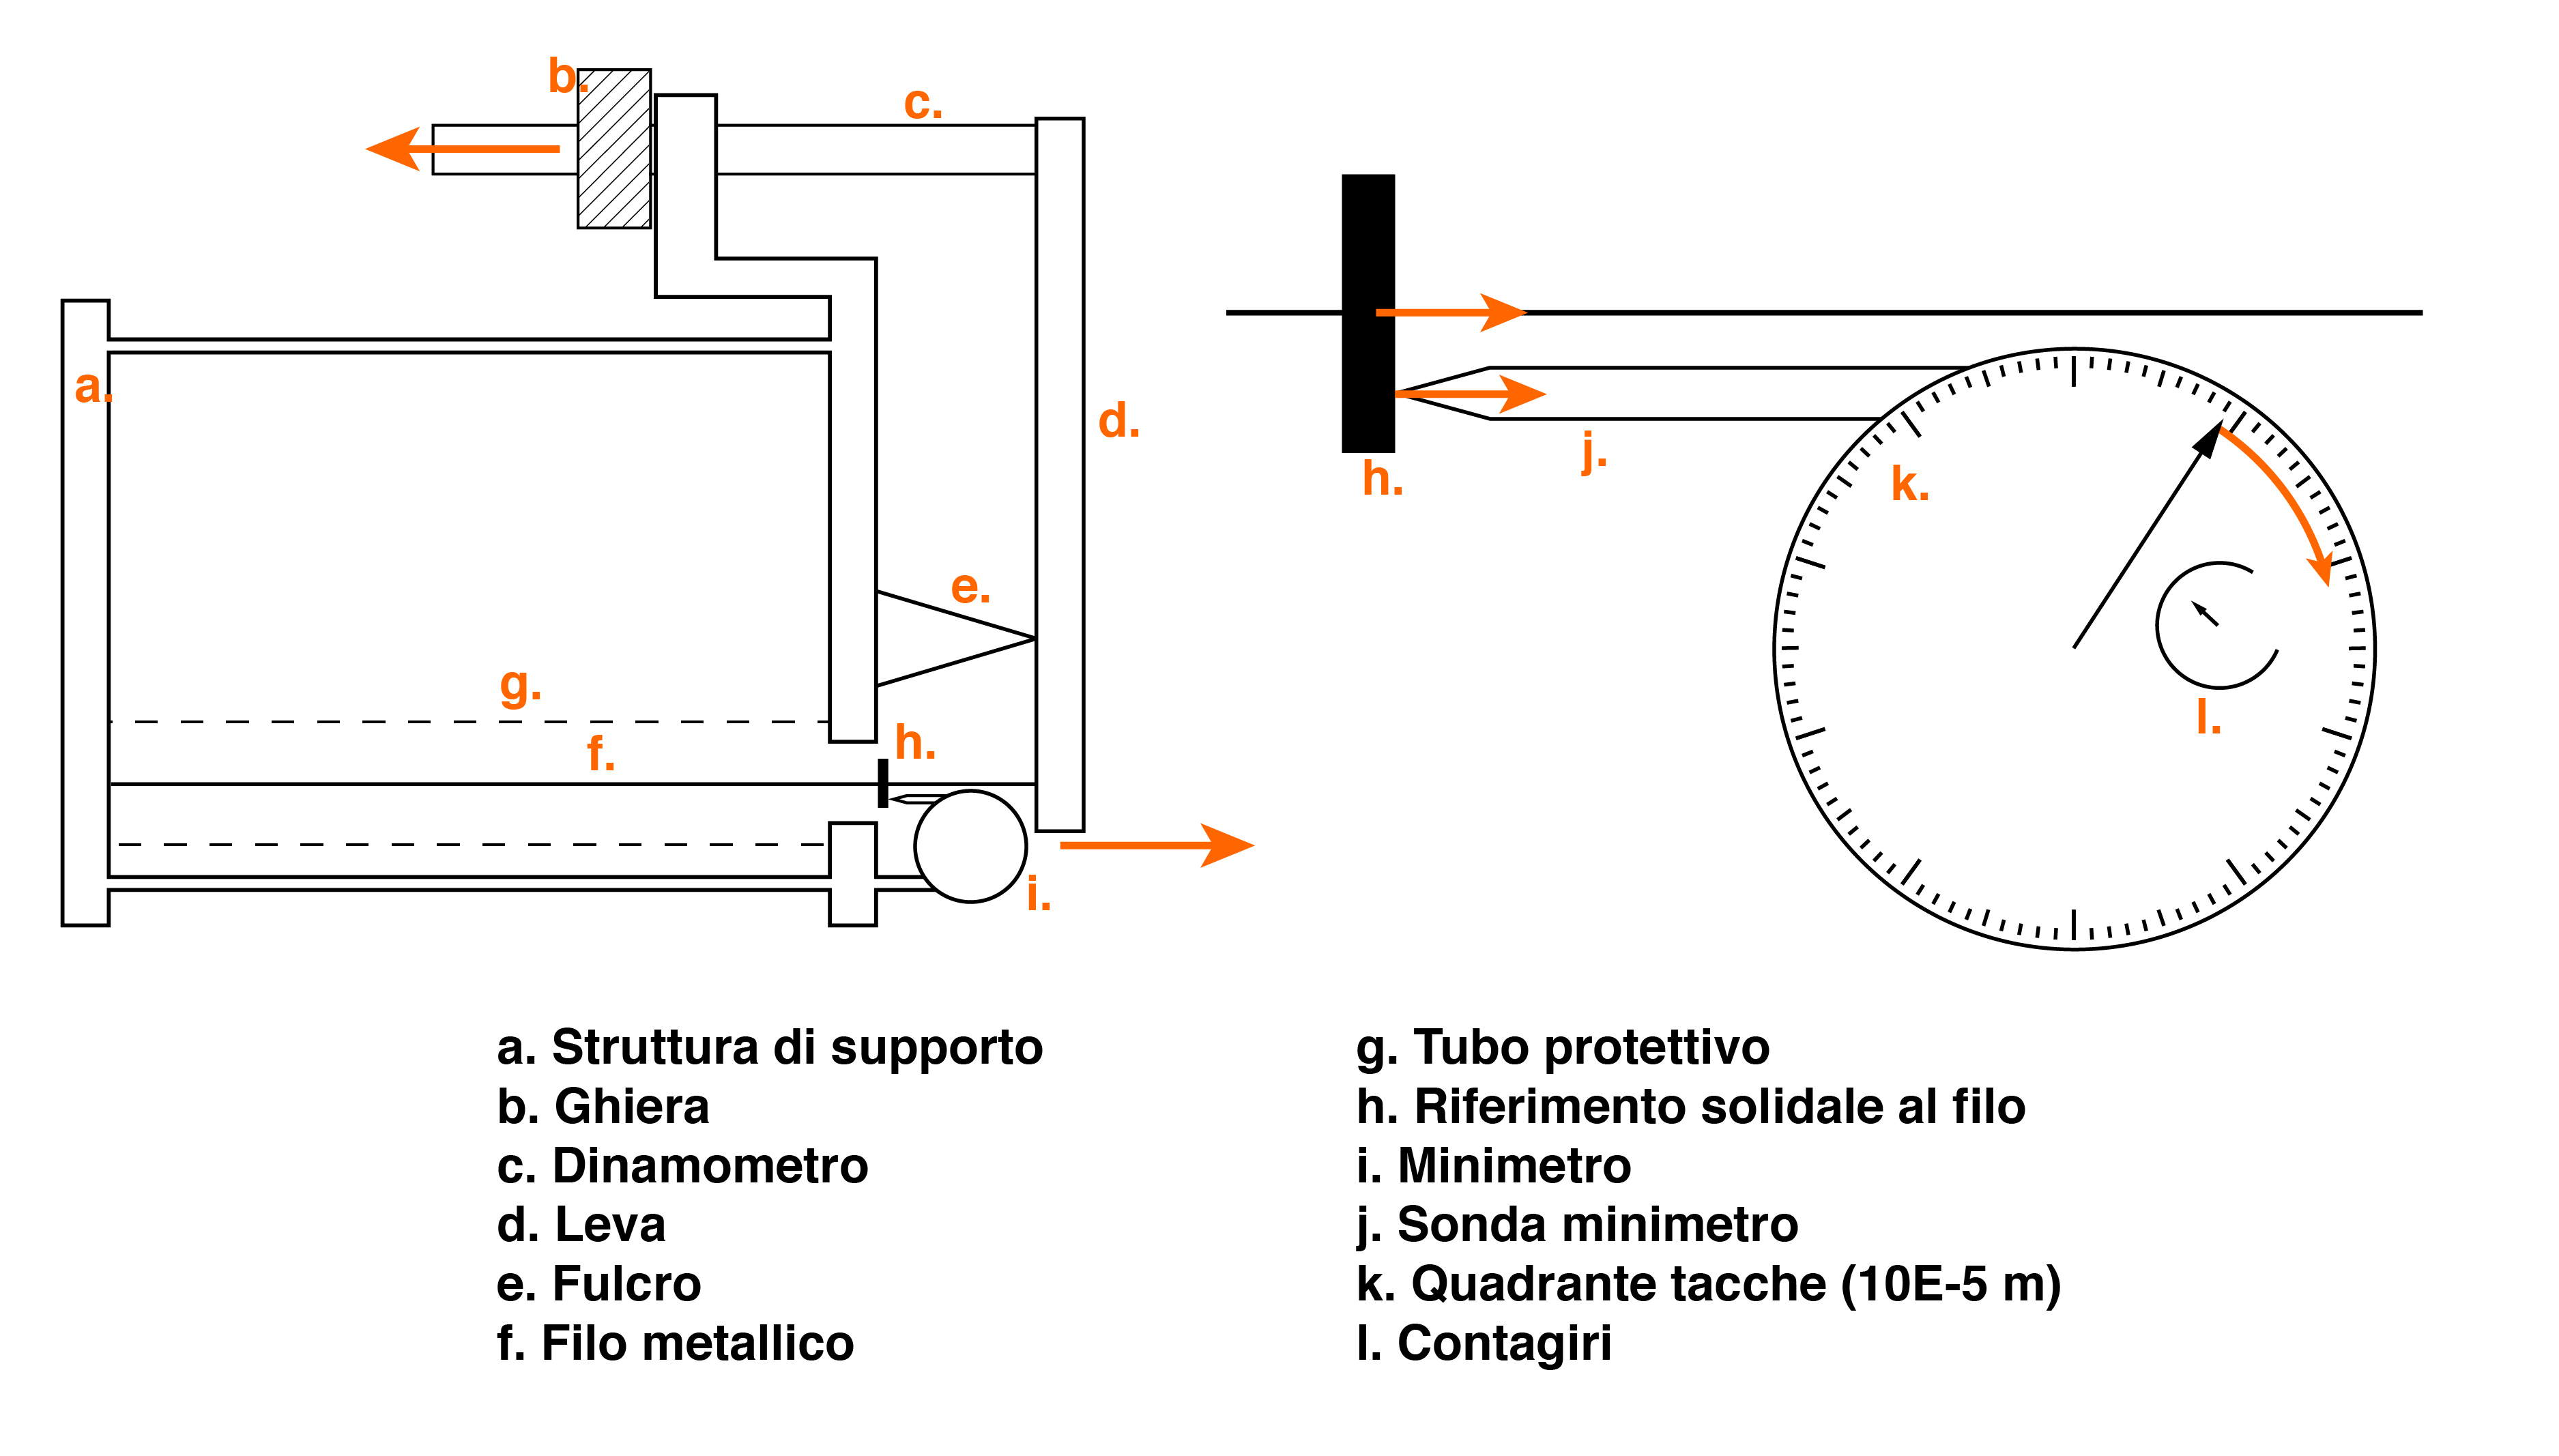 b.
c.
a.
d.
e.
g.
f.
h.
i.
h.
j.
k.
l.
a. Struttura di supporto
b. Ghiera
c. Dinamometro
d. Leva
e. Fulcro
f. Filo metallico
g. Tubo protettivo
h. Riferimento solidale al filo
i. Minimetro
j. Sonda minimetro
k. Quadrante tacche (10E-5 m)
l. Contagiri